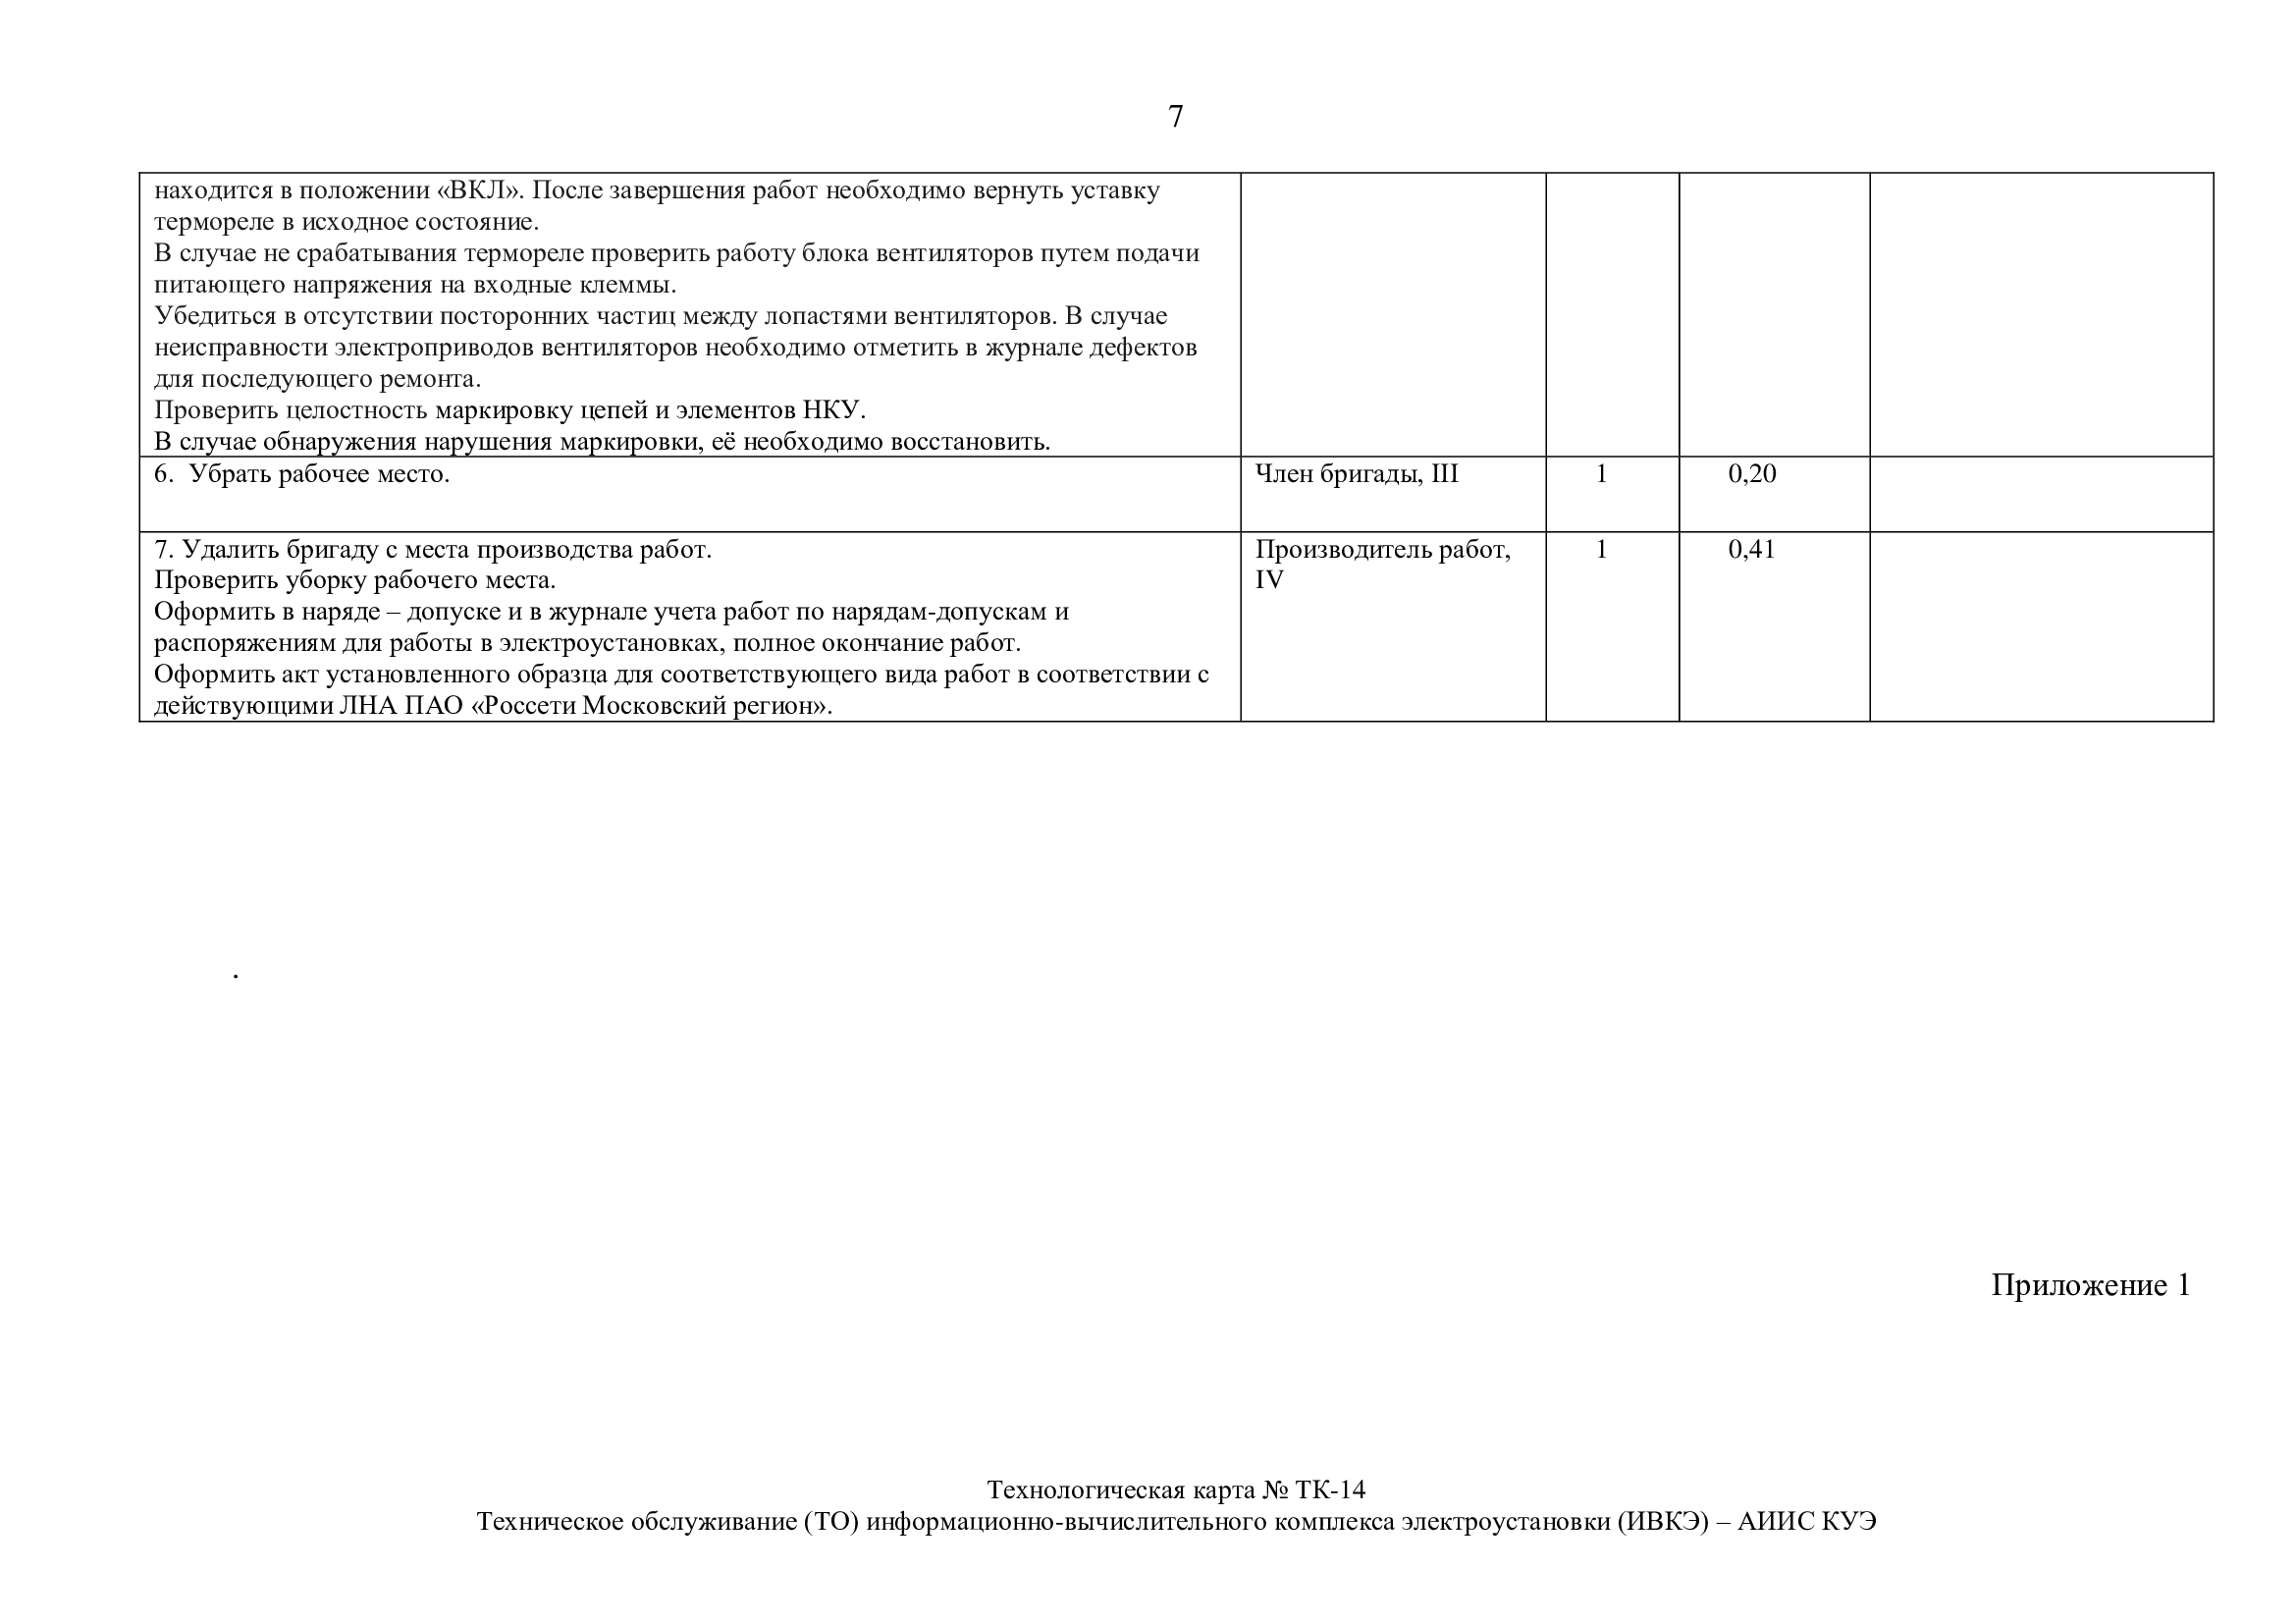 7
находится в положении «ВКЛ». После завершения работ необходимо вернуть уставку
термореле в исходное состояние.
В случае не срабатывания термореле проверить работу блока вентиляторов путем подачи
питающего напряжения на входные клеммы.
Убедиться в отсутствии посторонних частиц между лопастями вентиляторов. В случае
неисправности электроприводов вентиляторов необходимо отметить в журнале дефектов
для последующего ремонта.
Проверить целостность маркировку цепей и элементов НКУ.
В случае обнаружения нарушения маркировки, её необходимо восстановить.
6. Убрать рабочее место.
Член бригады, III
1
0,20
7. Удалить бригаду с места производства работ.
Проверить уборку рабочего места.
Оформить в наряде – допуске и в журнале учета работ по нарядам-допускам и
распоряжениям для работы в электроустановках, полное окончание работ.
Оформить акт установленного образца для соответствующего вида работ в соответствии с
действующими ЛНА ПАО «Россети Московский регион».
Производитель работ,
IV
1
0,41
.
Приложение 1
Технологическая карта № ТК-14
Техническое обслуживание (ТО) информационно-вычислительного комплекса электроустановки (ИВКЭ) – АИИС КУЭ